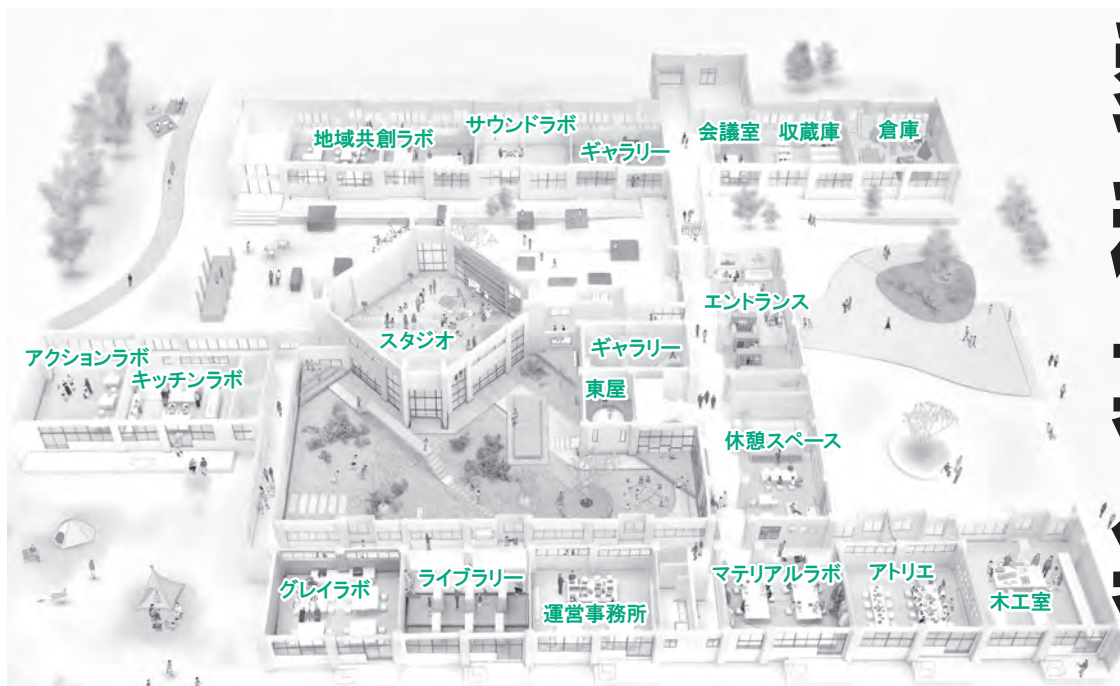 地域共創ラボ
サウンドラボ
ギャラリー
会議室
収蔵庫
倉庫
エントランス
スタジオ
ギャラリー
アクションラボ
キッチンラボ
東屋
休憩スペース
グレイラボ
ライブラリー
運営事務所
マテリアルラボ
アトリエ
木工室